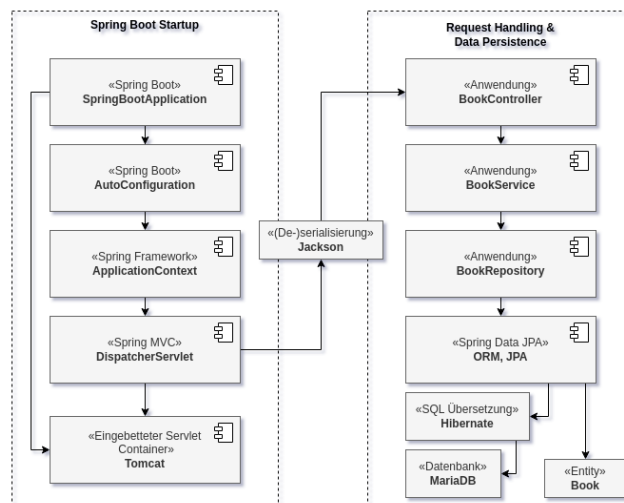 Spring Boot Startup
«Spring Boot»
SpringBootApplication
«Spring Boot»
AutoConfiguration
«Spring Framework»
ApplicationContext
«Spring MVC»
DispatcherServlet
«Eingebetteter Servlet
Container»
Tomcat
«(De-)serialisierung»
Jackson
Request Handling &
Data Persistence
«Anwendung»
BookController
«Anwendung»
BookService
«Anwendung»
BookRepository
«Spring Data JPA»
ORM, JPA
«SQL Übersetzung»
Hibernate
«Datenbank»
MariaDB
«Entity»
Book